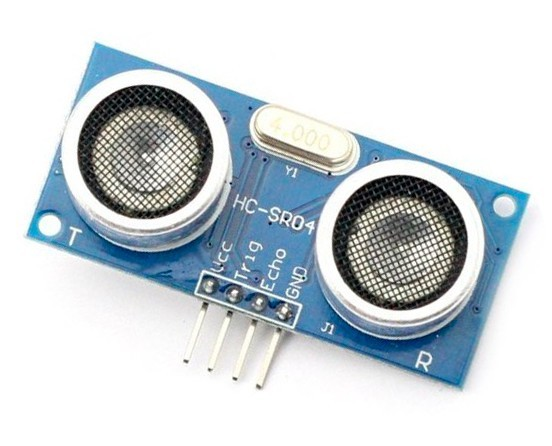 4.000
Y1
HC-SR04
T
Vcc
Trig
Echo
GND
J1
R